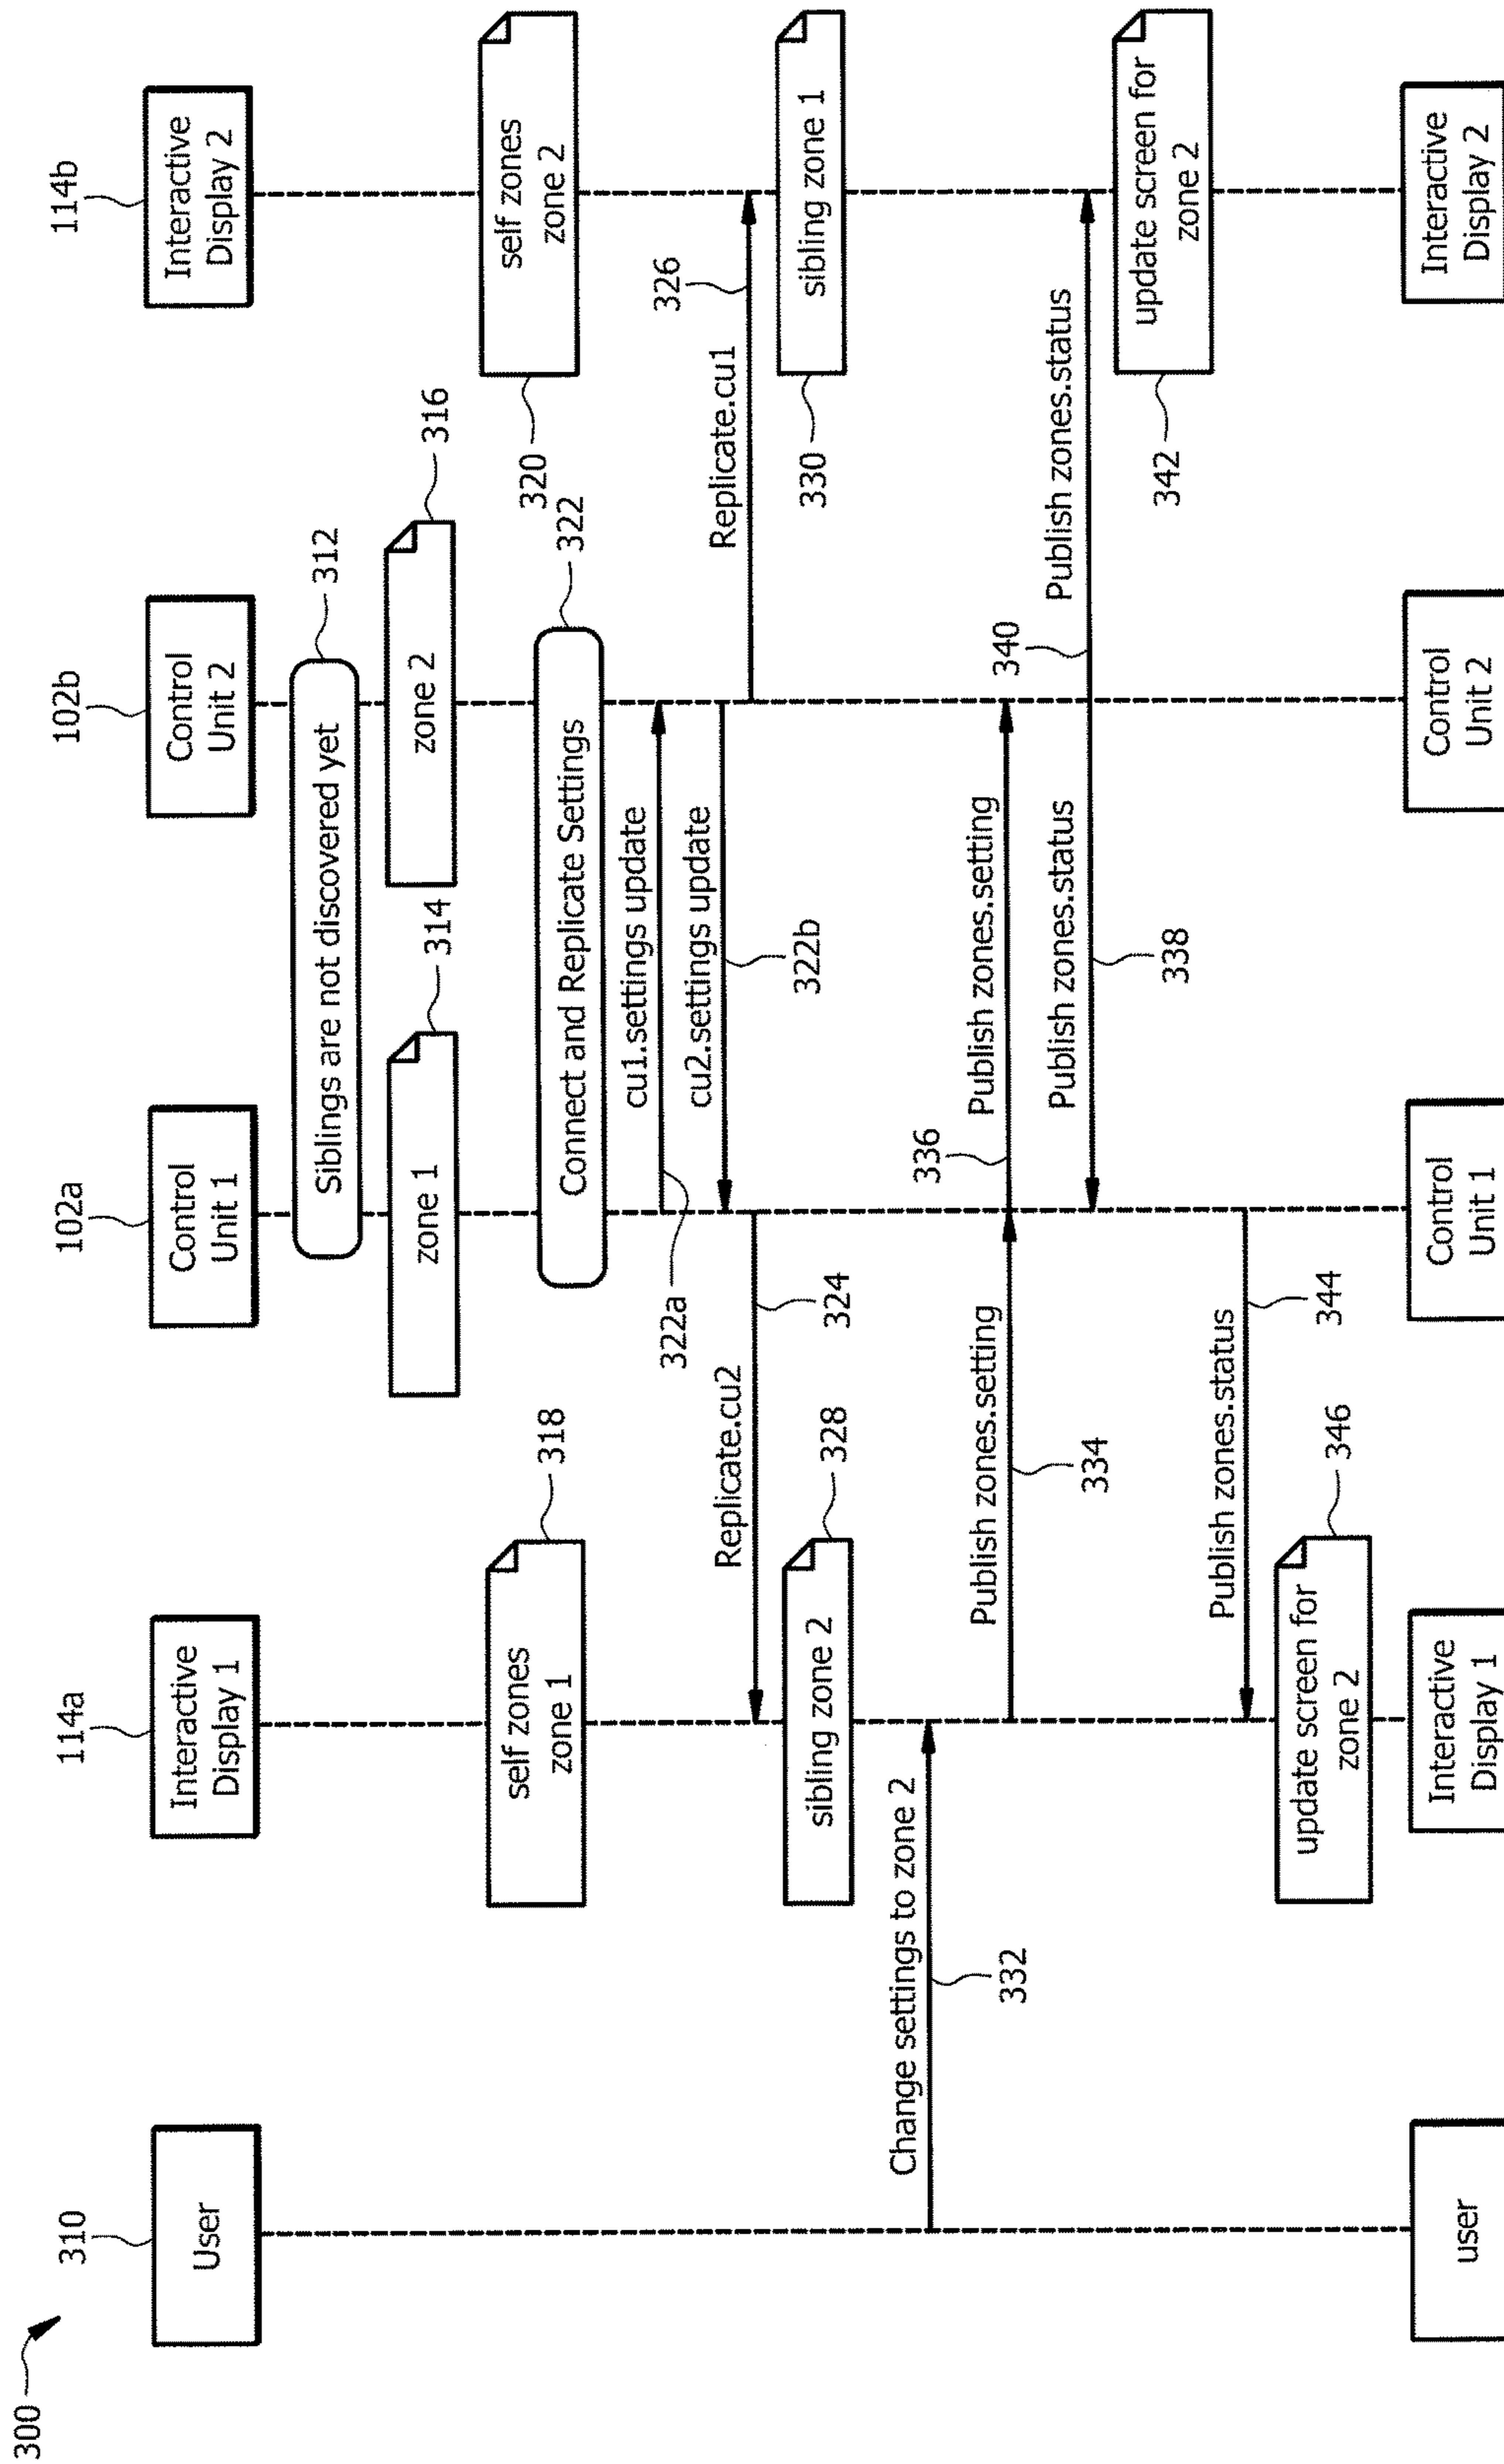 300
310
114a
102a
102b
114b
User
Interactive
Display 1
Control
Unit 1
Control
Unit 2
Interactive
Display 2
Siblings are not discovered yet
312
zone 1
314
zone 2
316
self zones
zone 1
318
self zones
zone 2
320
Connect and Replicate Settings
322
cu1.settings update
322a
cu2.settings update
322b
Replicate.cu2
324
Replicate.cu1
326
sibling zone 2
328
sibling zone 1
330
Change settings to zone 2
332
Publish zones.setting
334
Publish zones.setting
336
Publish zones.status
338
Publish zones.status
340
update screen for
zone 2
342
Publish zones.status
344
update screen for
zone 2
346
user
Interactive
Display 1
Control
Unit 1
Control
Unit 2
Interactive
Display 2